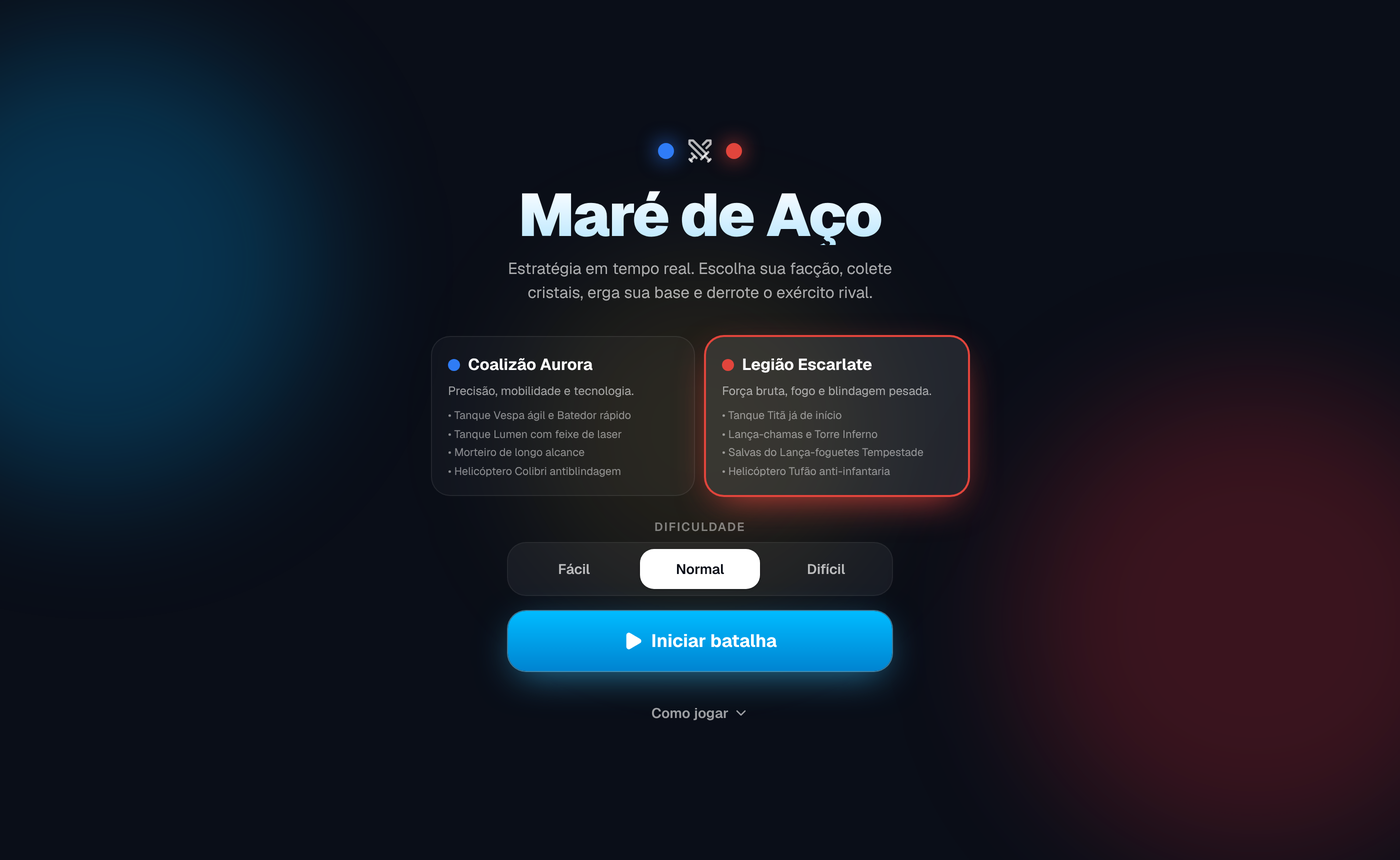 Maré de Aço
Estratégia em tempo real. Escolha sua facção, colete
cristais, erga sua base e derrote o exército rival.
Coalizão Aurora
Precisão, mobilidade e tecnologia.
• Tanque Vespa ágil e Batedor rápido
• Tanque Lumen com feixe de laser
• Morteiro de longo alcance
• Helicóptero Colibri antiblindagem
Legião Escarlate
Força bruta, fogo e blindagem pesada.
• Tanque Titã já de início
• Lança-chamas e Torre Inferno
• Salvas do Lança-foguetes Tempestade
• Helicóptero Tufão anti-infantaria
DIFICULDADE
Fácil
Normal
Difícil
Iniciar batalha
Como jogar